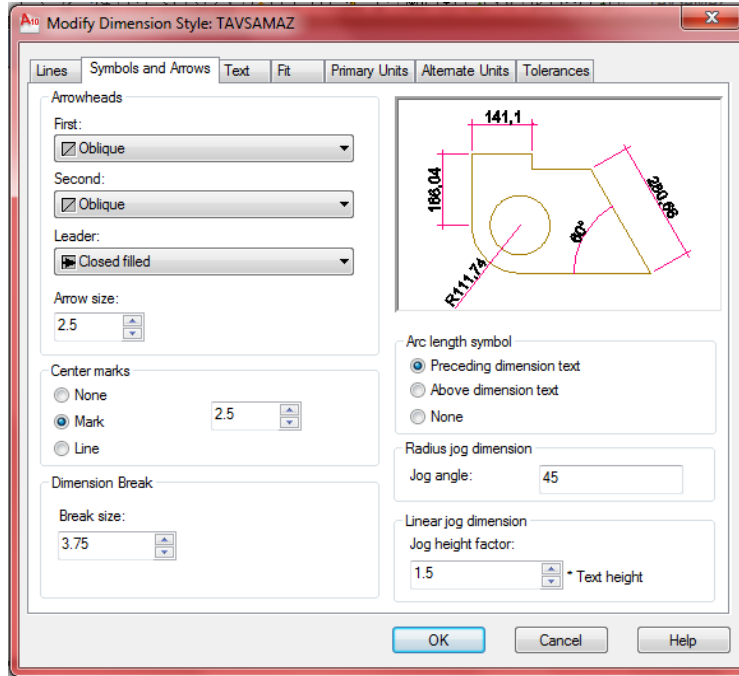 A10 Modify Dimension Style: TAVSAMAZ
Lines Symbols and Arrows Text Fit Primary Units Alternate Units Tolerances
Arrowheads
First:
Oblique
Second:
Oblique
Leader:
Closed filled
Arrow size:
2.5
Center marks
None
Mark
2.5
Line
Dimension Break
Break size:
3.75
141,1
166,04
280,66
60°
R111,74
Arc length symbol
Preceding dimension text
Above dimension text
None
Radius jog dimension
Jog angle: 45
Linear jog dimension
Jog height factor:
1.5 * Text height
OK Cancel Help